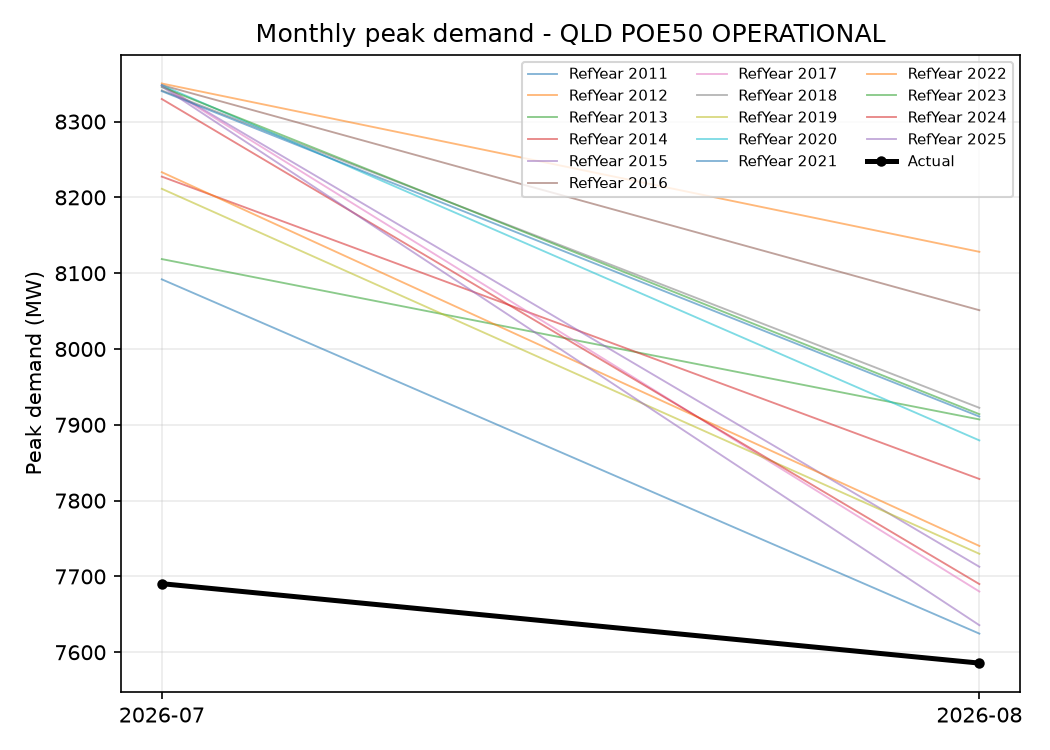 Monthly peak demand - QLD POE50 OPERATIONAL
RefYear 2011
RefYear 2012
RefYear 2013
RefYear 2014
RefYear 2015
RefYear 2016
RefYear 2017
RefYear 2018
RefYear 2019
RefYear 2020
RefYear 2021
RefYear 2022
RefYear 2023
RefYear 2024
RefYear 2025
Actual
Peak demand (MW)
8300
8200
8100
8000
7900
7800
7700
7600
2026-07
2026-08